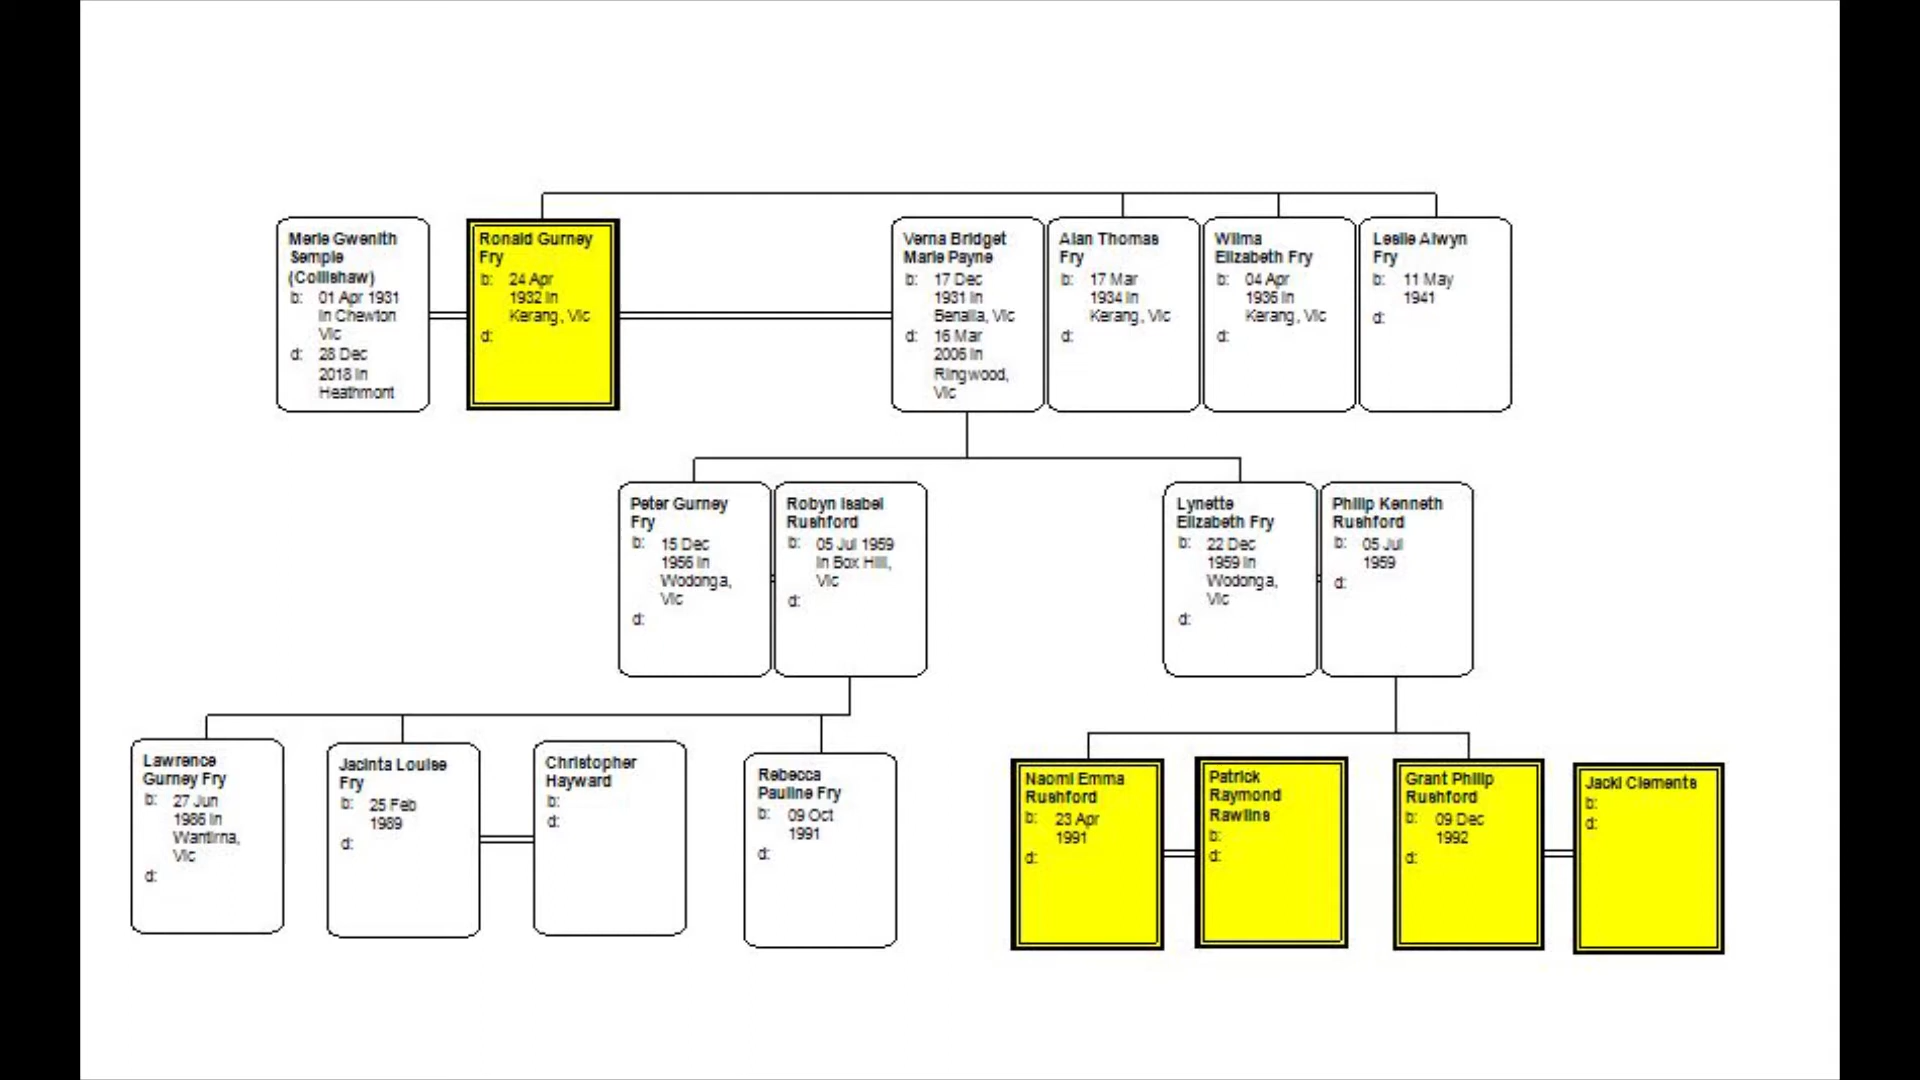 Merle Gwenith
Semple
(Collishaw)
b: 01 Apr 1931
in Chewton
Vic
d: 28 Dec
2018 in
Heathmont
Ronald Gurney
Fry
b: 24 Apr
1932 in
Kerang, Vic
d:
Verna Bridget
Marie Payne
b: 17 Dec
1931 in
Benalla, Vic
d: 16 Mar
2006 in
Ringwood,
Vic
Alan Thomas
Fry
b: 17 Mar
1934 in
Kerang, Vic
d:
Wilma
Elizabeth Fry
b: 04 Apr
1936 in
Kerang, Vic
d:
Leslie Alwyn
Fry
b: 11 May
1941
d:
Peter Gurney
Fry
b: 15 Dec
1956 in
Wodonga,
Vic
d:
Robyn Isabel
Rushford
b: 05 Jul 1959
in Box Hill,
Vic
d:
Lynette
Elizabeth Fry
b: 22 Dec
1959 in
Wodonga,
Vic
d:
Philip Kenneth
Rushford
b: 05 Jul
1959
d:
Lawrence
Gurney Fry
b: 27 Jun
1986 in
Wantirna,
Vic
d:
Jacinta Louise
Fry
b: 25 Feb
1989
d:
Christopher
Hayward
b:
d:
Rebecca
Pauline Fry
b: 09 Oct
1991
d:
Naomi Emma
Rushford
b: 23 Apr
1991
d:
Patrick
Raymond
Rawlins
b:
d:
Grant Philip
Rushford
b: 09 Dec
1992
d:
Jacki Clements
b:
d: